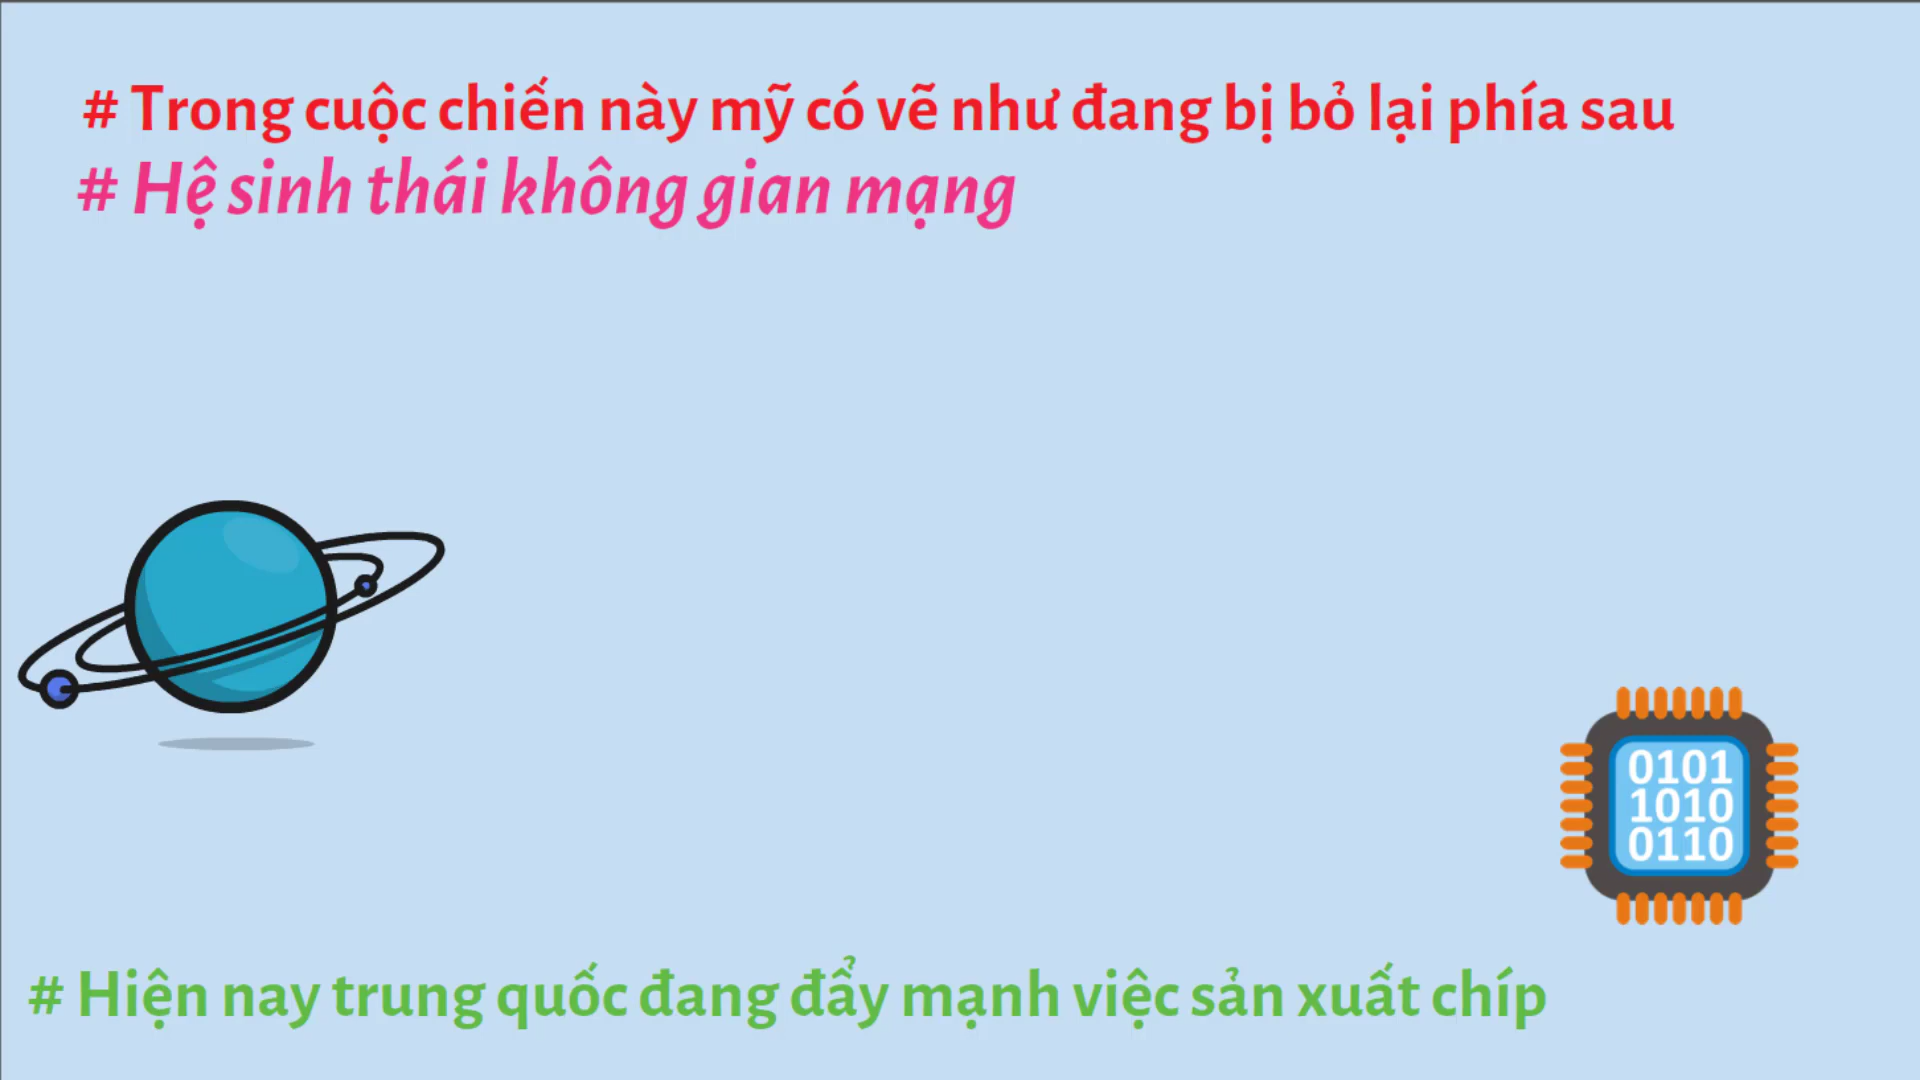 # Trong cuộc chiến này mỹ có vẽ như đang bị bỏ lại phía sau
# Hệ sinh thái không gian mạng
0101
1010
0110
# Hiện nay trung quốc đang đẩy mạnh việc sản xuất chíp